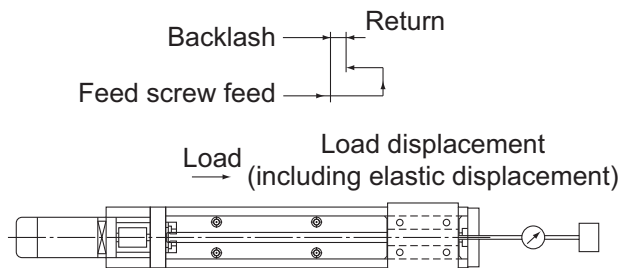 Backlash
Return
Feed screw feed
Load
Load displacement
(including elastic displacement)